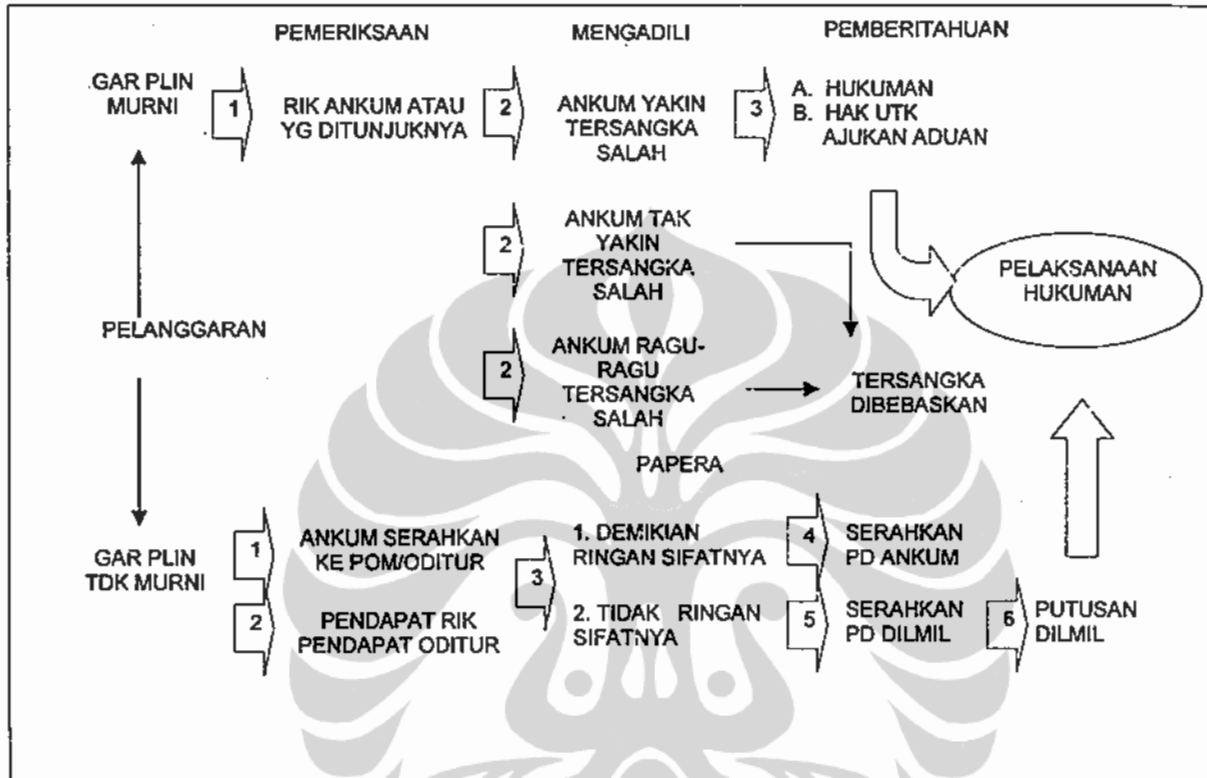 PEMERIKSAAN
MENGADILI
PEMBERITAHUAN
GAR PLIN
MURNI
1
RIK ANKUM ATAU
YG DITUNJUKNYA
2
ANKUM YAKIN
TERSANGKA
SALAH
3
A. HUKUMAN
B. HAK UTK
AJUKAN ADUAN
2
ANKUM TAK
YAKIN
TERSANGKA
SALAH
PELAKSANAAN
HUKUMAN
PELANGGARAN
2
ANKUM RAGU-
RAGU
TERSANGKA
SALAH
TERSANGKA
DIBEBASKAN
PAPERA
GAR PLIN
TDK MURNI
1
ANKUM SERAHKAN
KE POM/ODITUR
2
PENDAPAT RIK
PENDAPAT ODITUR
3
1. DEMIKIAN
RINGAN SIFATNYA
2. TIDAK RINGAN
SIFATNYA
4
SERAHKAN
PD ANKUM
5
SERAHKAN
PD DILMIL
6
PUTUSAN
DILMIL